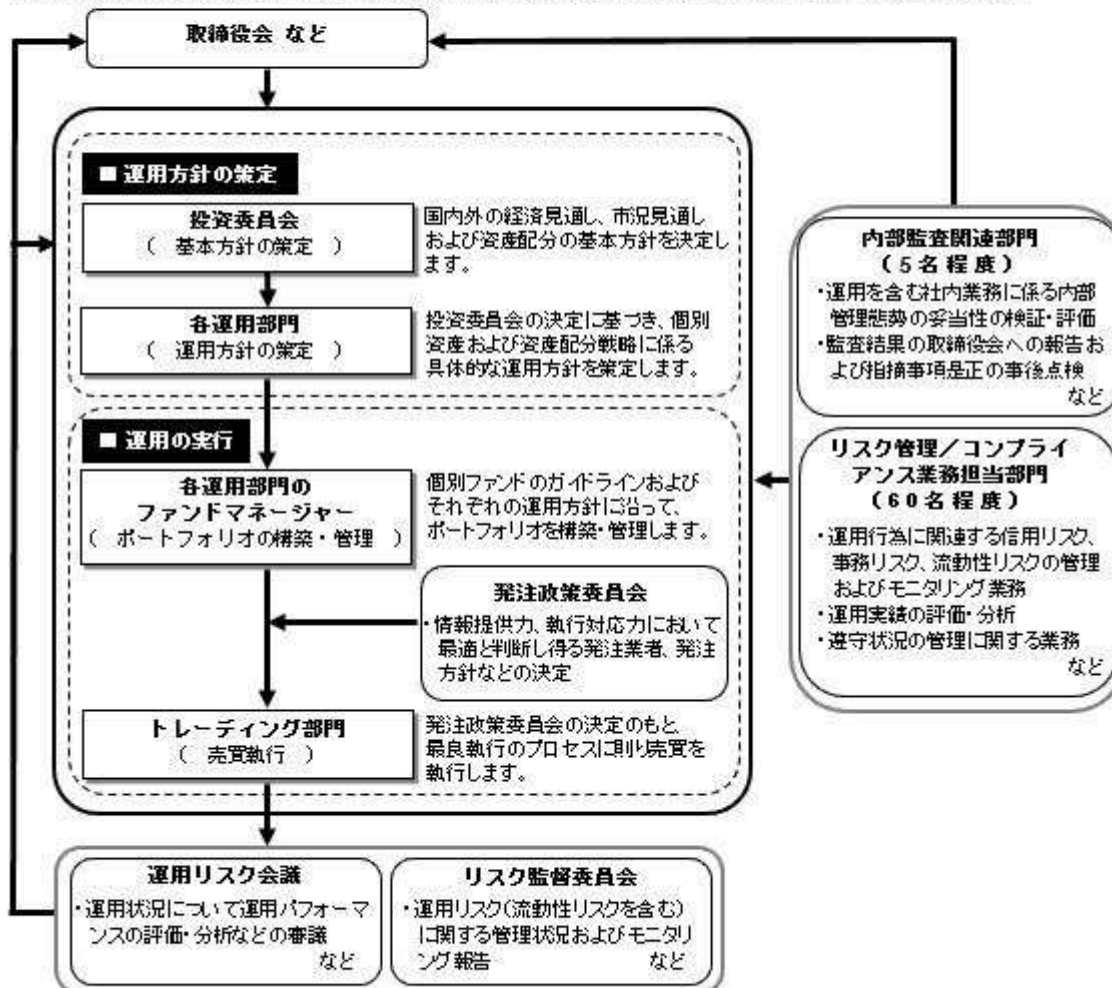 取締役会 など
■ 運用方針の策定
投資委員会
( 基本方針の策定 )
国内外の経済見通し、市況見通し
および資産配分の基本方針を決定し
ます。
各運用部門
( 運用方針の策定 )
投資委員会の決定に基づき、個別
資産および資産配分戦略に係る
具体的な運用方針を策定します。
■ 運用の実行
各運用部門の
ファンドマネージャー
( ポートフォリオの構築・管理 )
個別ファンドのガイドラインおよび
それぞれの運用方針に沿って、
ポートフォリオを構築・管理します。
発注政策委員会
・情報提供力、執行対応力において
最適と判断し得る発注業者、発注
方針などの決定
トレーディング部門
( 売買執行 )
発注政策委員会の決定のもと、
最良執行のプロセスに則り売買を
執行します。
内部監査関連部門
(5名程度)
・運用を含む社内業務に係る内部
管理態勢の妥当性の検証・評価
・監査結果の取締役会への報告お
よび指摘事項是正の事後点検
など
リスク管理/コンプライ
アンス業務担当部門
(60名程度)
・運用行為に関連する信用リスク、
事務リスク、流動性リスクの管理
およびモニタリング業務
・運用実績の評価・分析
・遵守状況の管理に関する業務
など
運用リスク会議
・運用状況について運用パフォーマ
ンスの評価・分析などの審議
など
リスク監督委員会
・運用リスク(流動性リスクを含む)
に関する管理状況およびモニタリ
ング報告 など